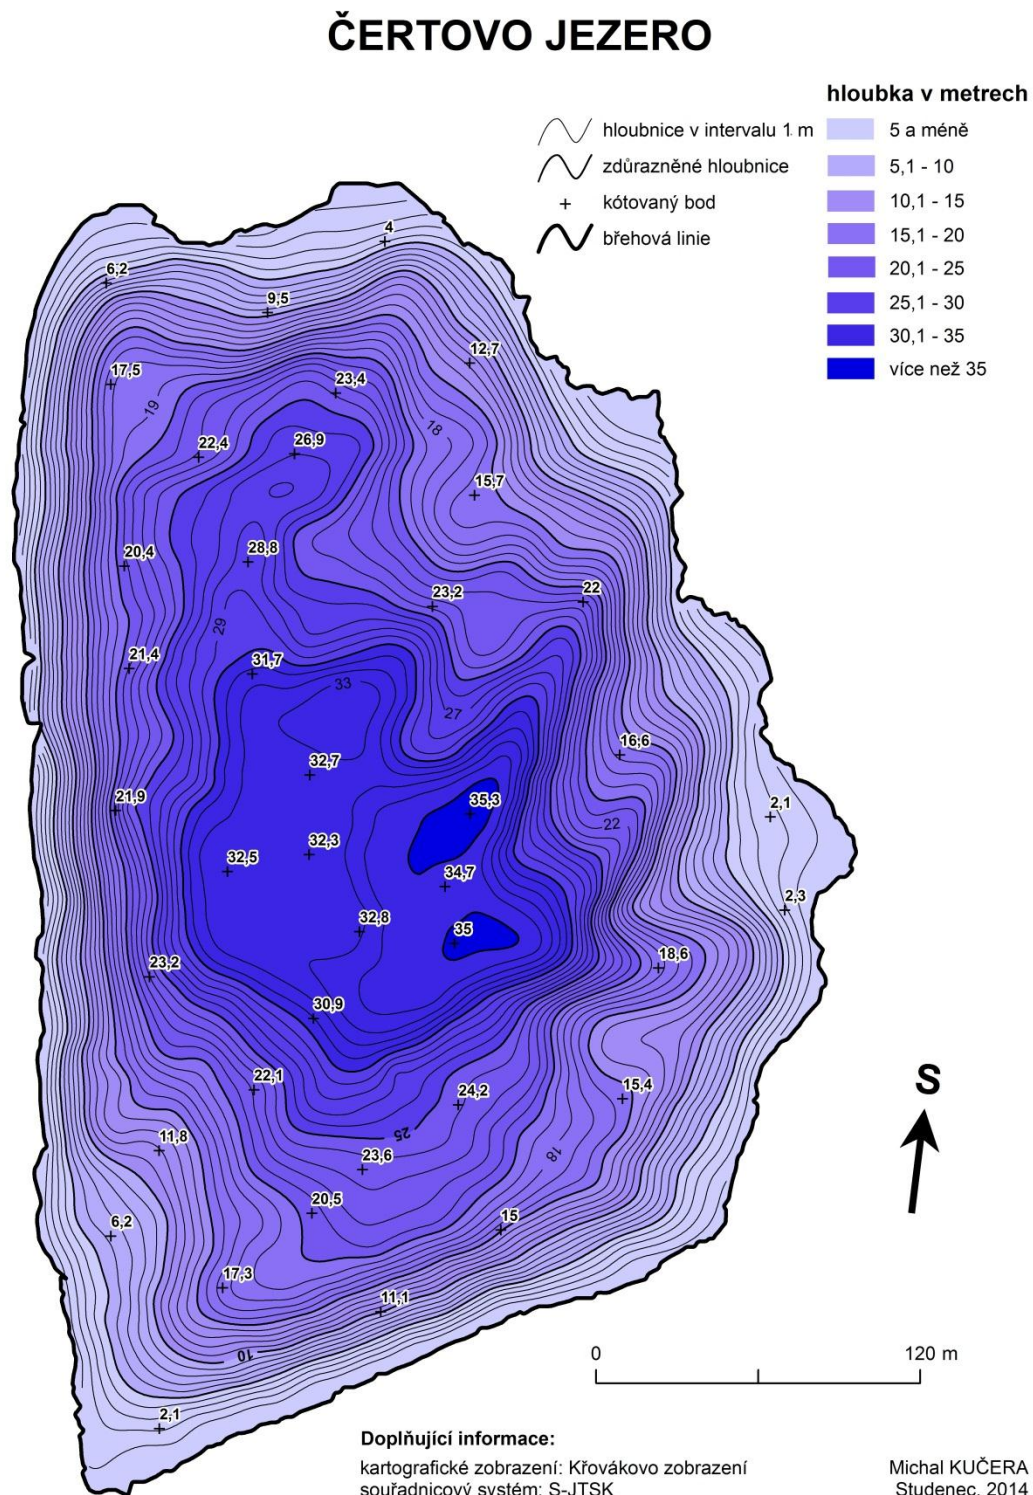 ČERTOVO JEZERO
hloubka v metrech
hloubnice v intervalu 1 m
zdůrazněné hloubnice
kótovaný bod
břehová linie
5 a méně
5,1 - 10
10,1 - 15
15,1 - 20
20,1 - 25
25,1 - 30
30,1 - 35
více než 35
4
6,2
9,5
12,7
17,5
23,4
19
18
22,4
26,9
15,7
20,4
28,8
23,2
22
29
21,4
31,7
33
27
16,6
32,7
21,9
35,3
2,1
22
32,3
32,5
34,7
2,3
32,8
35
18,6
23,2
30,9
22,1
24,2
15,4
25
11,8
23,6
18
20,5
15
6,2
17,3
11,1
10
2,1
S
0
120 m
Doplňující informace:
kartografické zobrazení: Křovákovo zobrazení
souřadnicový systém: S-JTSK
Michal KUČERA
Studenec, 2014